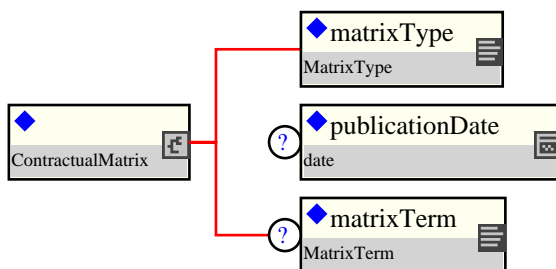 matrixType
MatrixType
ContractualMatrix
?
publicationDate
date
?
matrixTerm
MatrixTerm